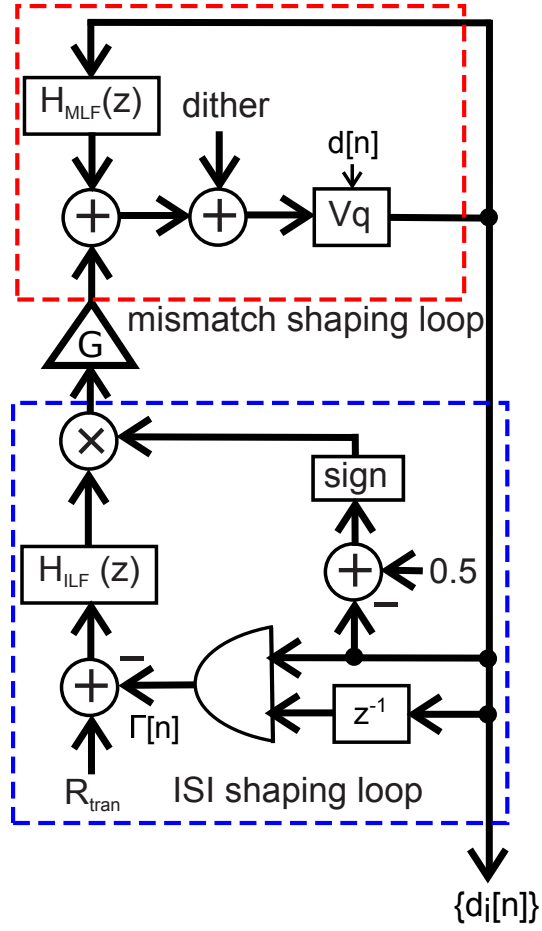 H_MLF(z)
dither
d[n]
+
+
Vq
mismatch shaping loop
G
×
sign
H_ILF (z)
+
0.5
−
−
+
Γ[n]
z⁻¹
R_tran
ISI shaping loop
{d_i[n]}